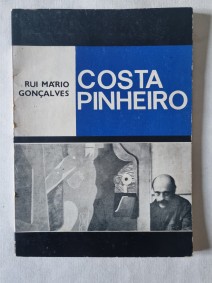 RUI MÁRIO
GONÇALVES
COSTA
PINHEIRO